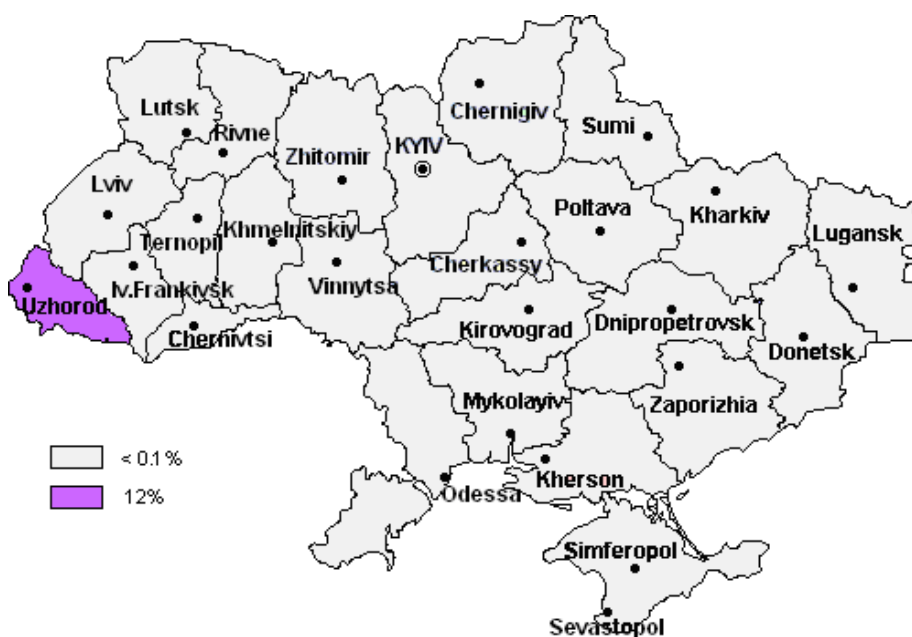 Chernigiv
Lutsk
Rivne
Sumi
KYIV
Zhitomir
Lviv
Kharkiv
Poltava
Khmelnitskiy
Ternopil
Lugansk
Cherkassy
Vinnytsa
Iv.Frankivsk
Uzhorod
Chernivtsi
Kirovograd
Dnipropetrovsk
Donetsk
Mykolayiv
Zaporizhia
< 0.1%
Kherson
12%
Odessa
Simferopol
Sevastopol